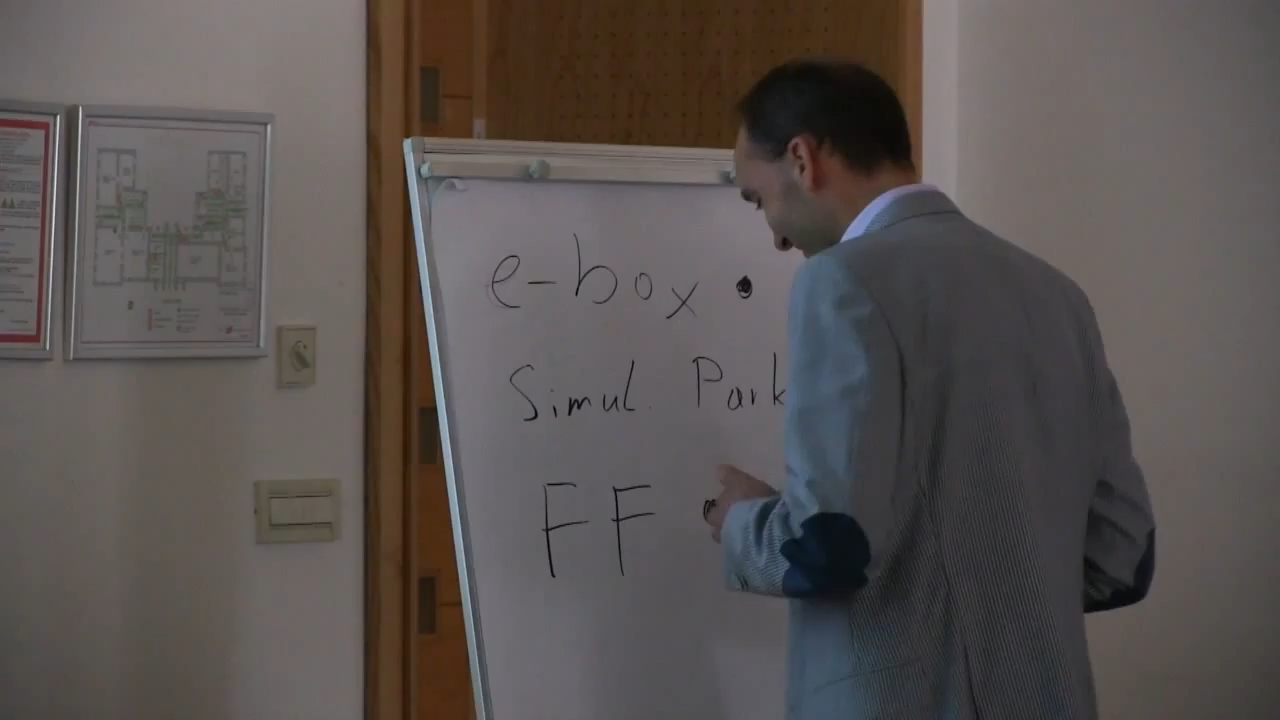 e-box •
Simul. Park
FF